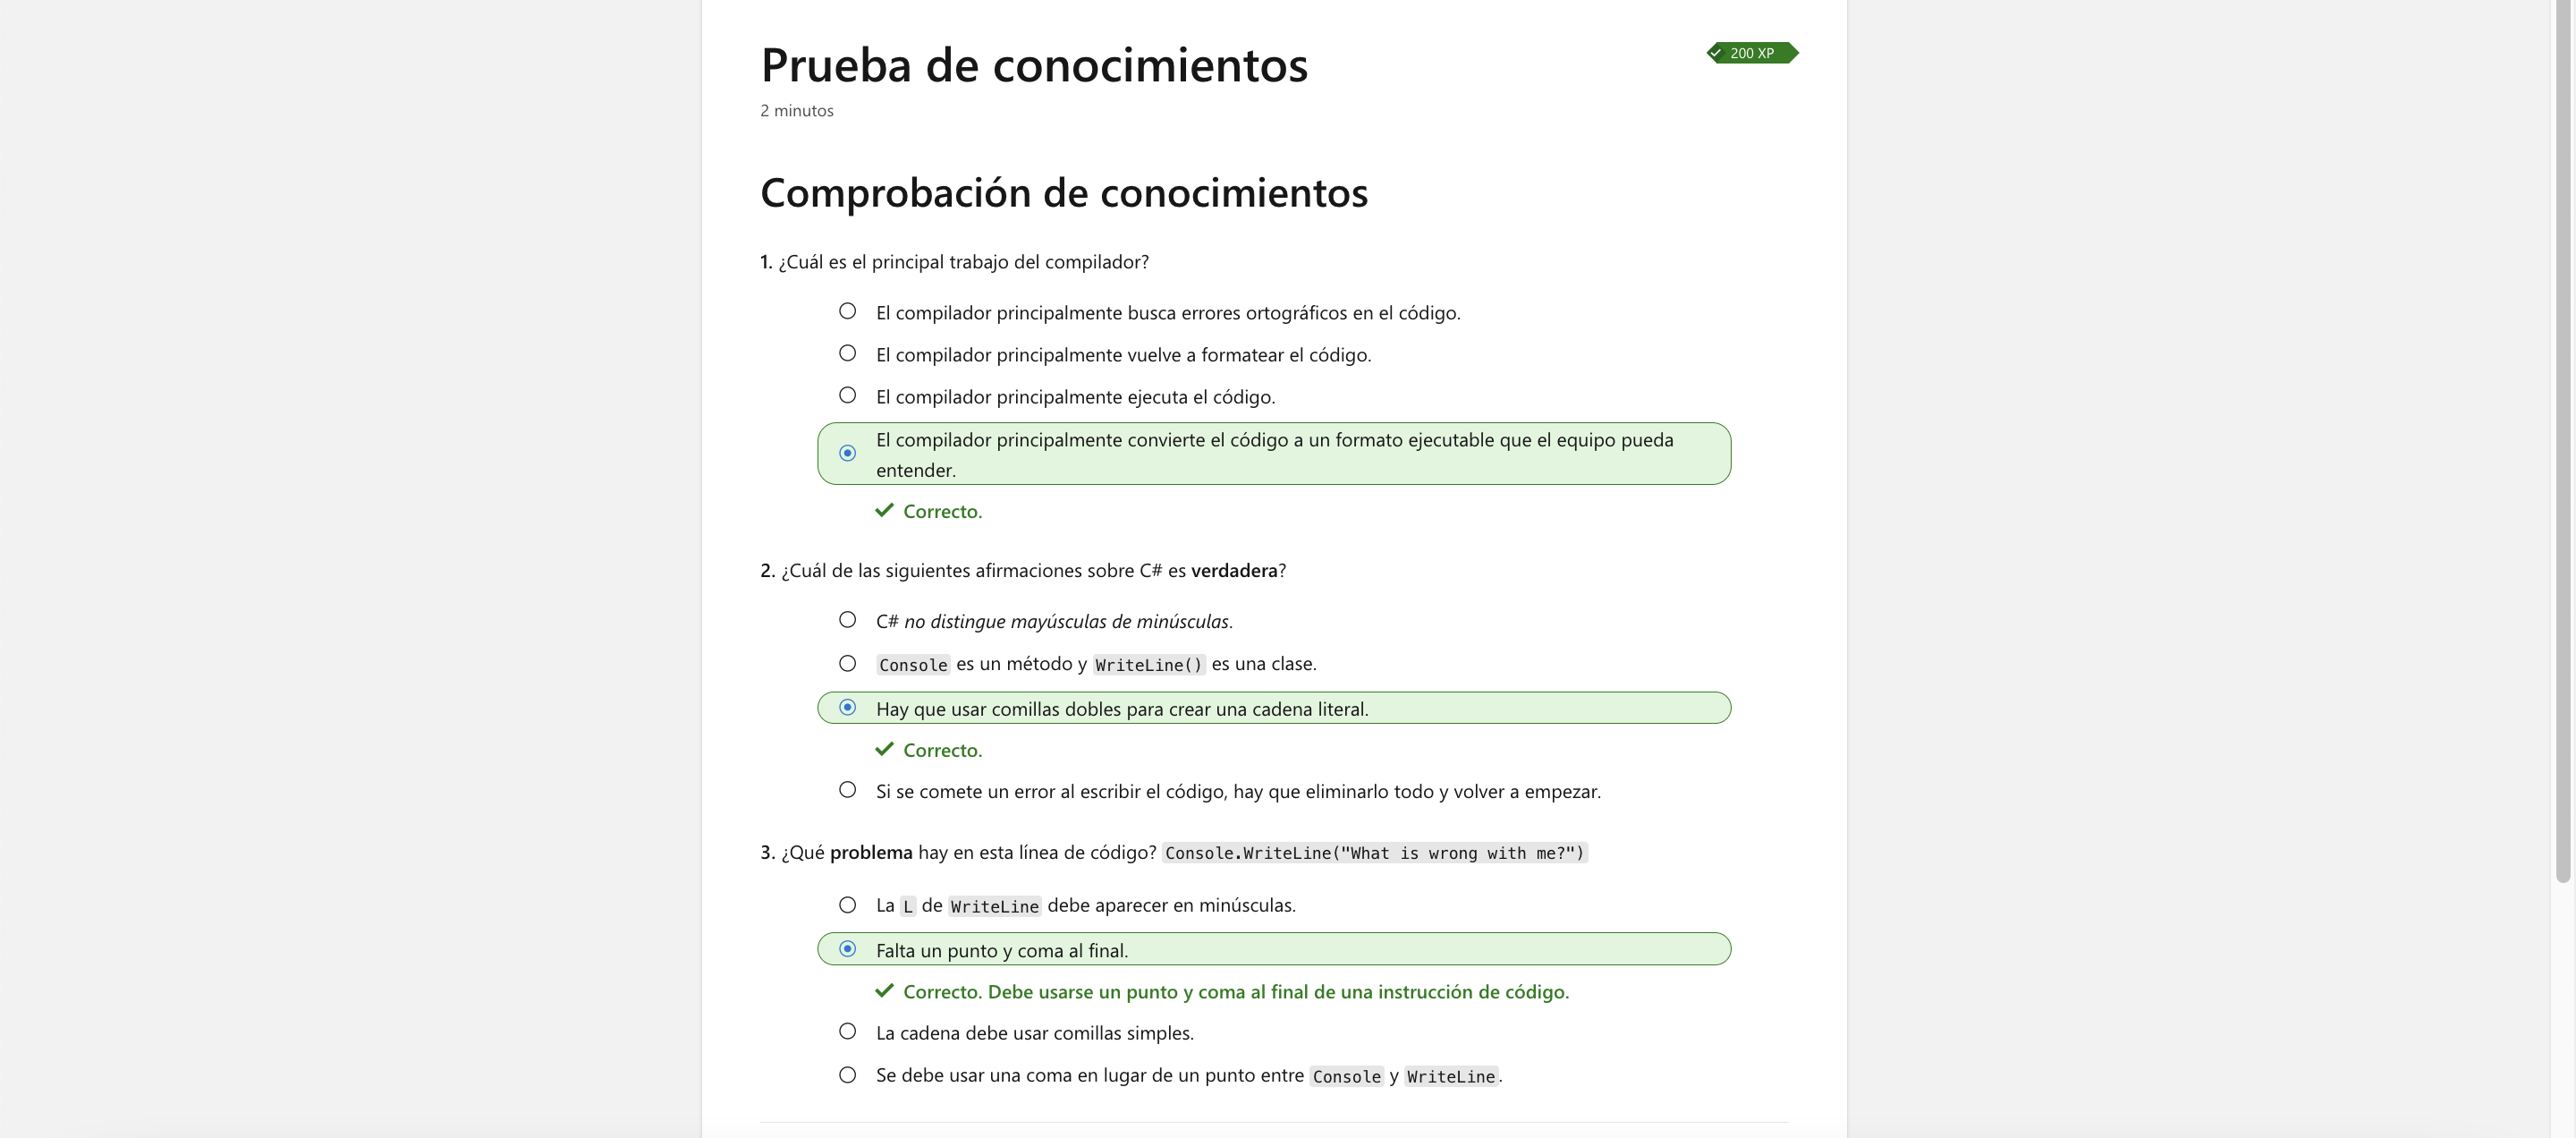 Prueba de conocimientos
200 XP
2 minutos
Comprobación de conocimientos
1. ¿Cuál es el principal trabajo del compilador?
El compilador principalmente busca errores ortográficos en el código.
El compilador principalmente vuelve a formatear el código.
El compilador principalmente ejecuta el código.
El compilador principalmente convierte el código a un formato ejecutable que el equipo pueda
entender.
Correcto.
2. ¿Cuál de las siguientes afirmaciones sobre C# es verdadera?
C# no distingue mayúsculas de minúsculas.
Console es un método y WriteLine() es una clase.
Hay que usar comillas dobles para crear una cadena literal.
Correcto.
Si se comete un error al escribir el código, hay que eliminarlo todo y volver a empezar.
3. ¿Qué problema hay en esta línea de código? Console.WriteLine("What is wrong with me?")
La L de WriteLine debe aparecer en minúsculas.
Falta un punto y coma al final.
Correcto. Debe usarse un punto y coma al final de una instrucción de código.
La cadena debe usar comillas simples.
Se debe usar una coma en lugar de un punto entre Console y WriteLine.